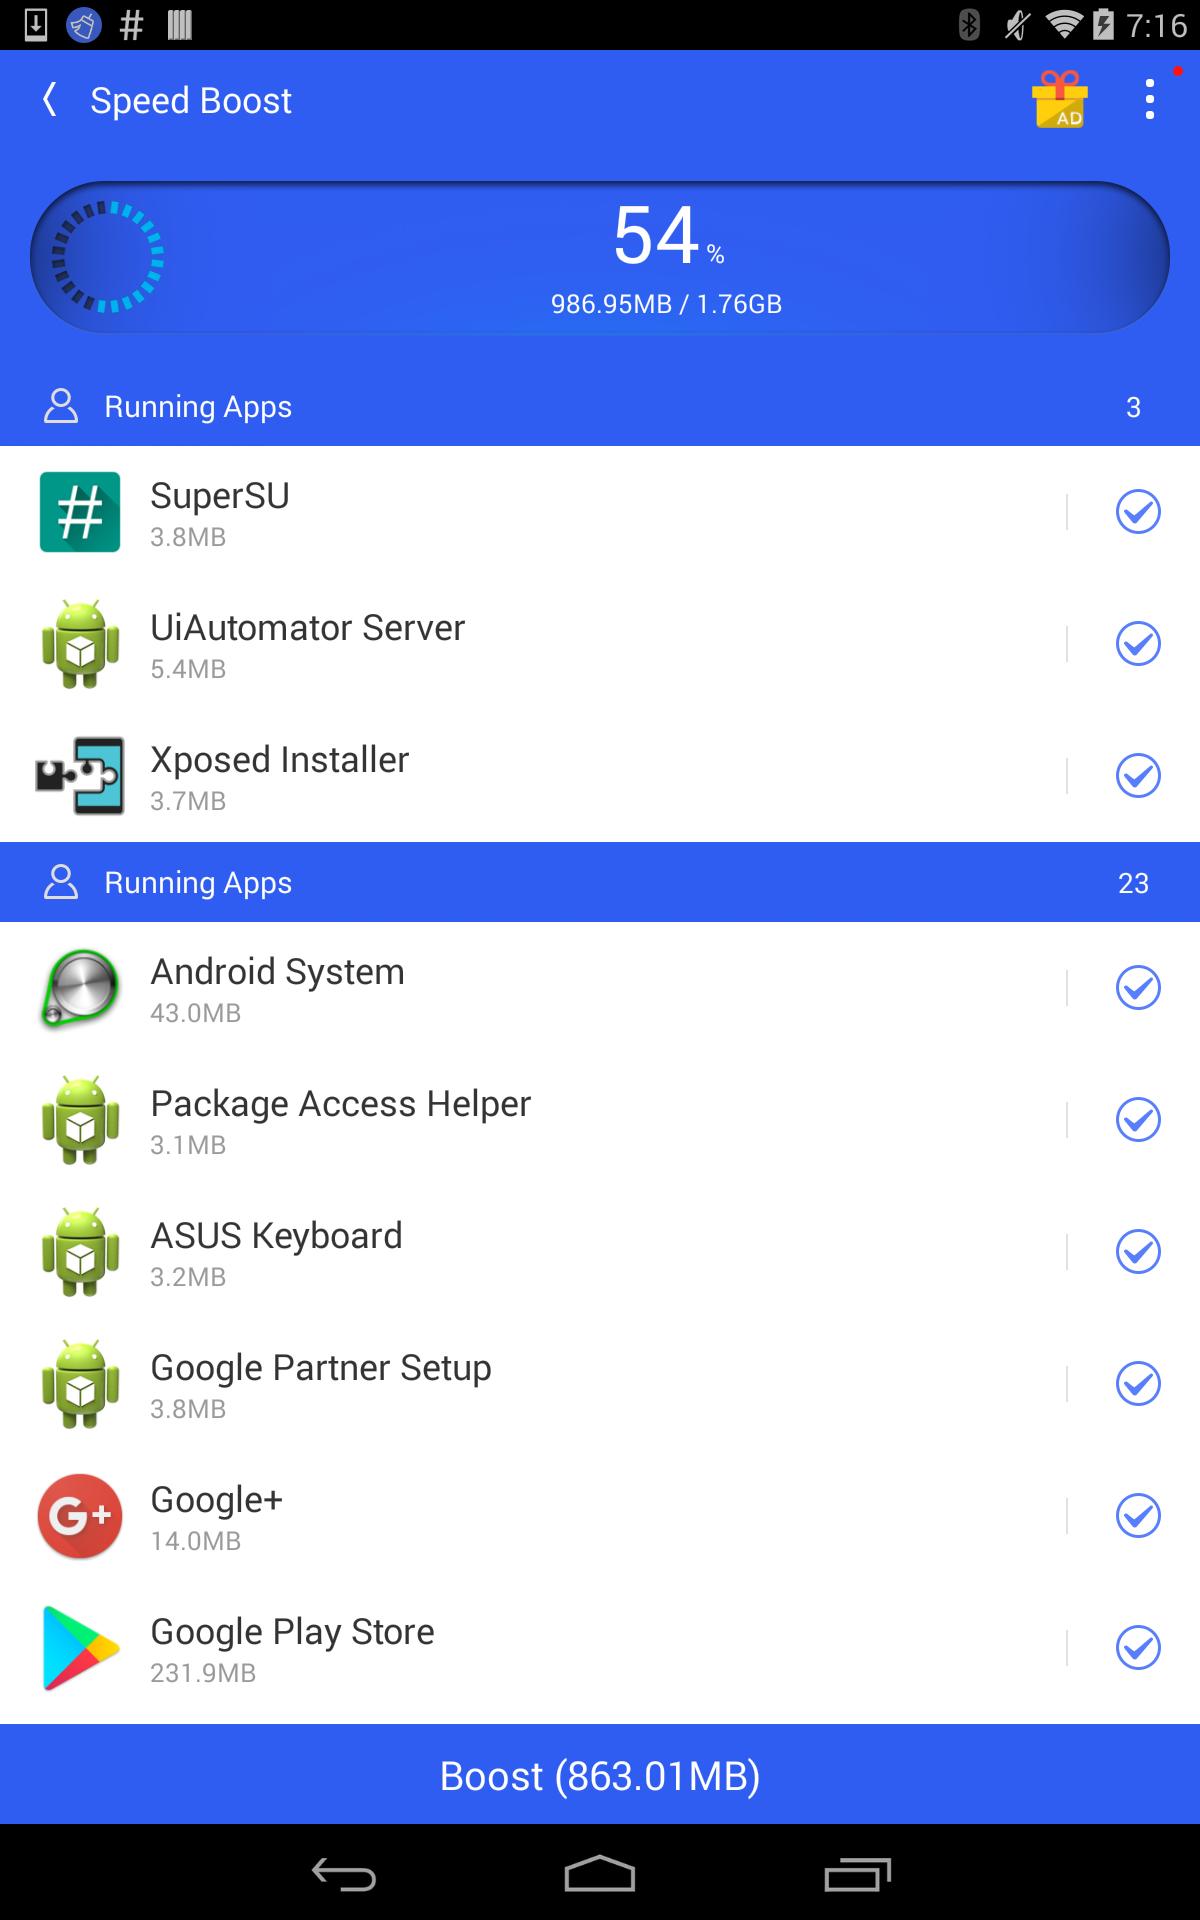 7:16
Speed Boost
AD
54 %
986.95MB / 1.76GB
Running Apps 3
SuperSU
3.8MB
UiAutomator Server
5.4MB
Xposed Installer
3.7MB
Running Apps 23
Android System
43.0MB
Package Access Helper
3.1MB
ASUS Keyboard
3.2MB
Google Partner Setup
3.8MB
G+ Google+
14.0MB
Google Play Store
231.9MB
Boost (863.01MB)